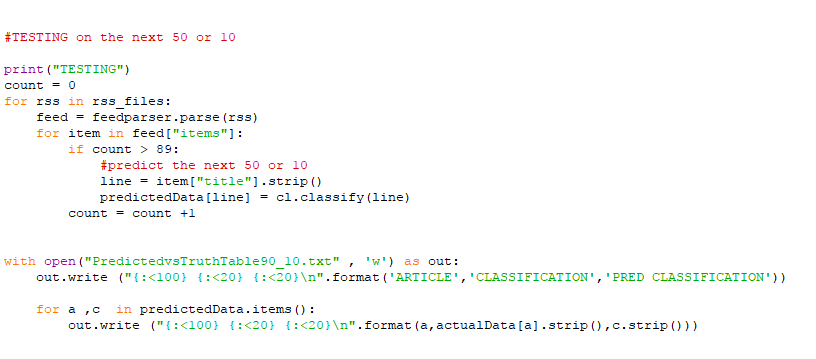 #TESTING on the next 50 or 10
print("TESTING")
count = 0
for rss in rss_files:
    feed = feedparser.parse(rss)
    for item in feed["items"]:
        if count > 89:
            #predict the next 50 or 10
            line = item["title"].strip()
            predictedData[line] = cl.classify(line)
        count = count +1
with open("PredictedvsTruthTable90_10.txt" , 'w') as out:
    out.write ("{:<100} {:<20} {:<20}\n".format('ARTICLE','CLASSIFICATION','PRED CLASSIFICATION'))
    for a ,c  in predictedData.items():
        out.write ("{:<100} {:<20} {:<20}\n".format(a,actualData[a].strip(),c.strip()))